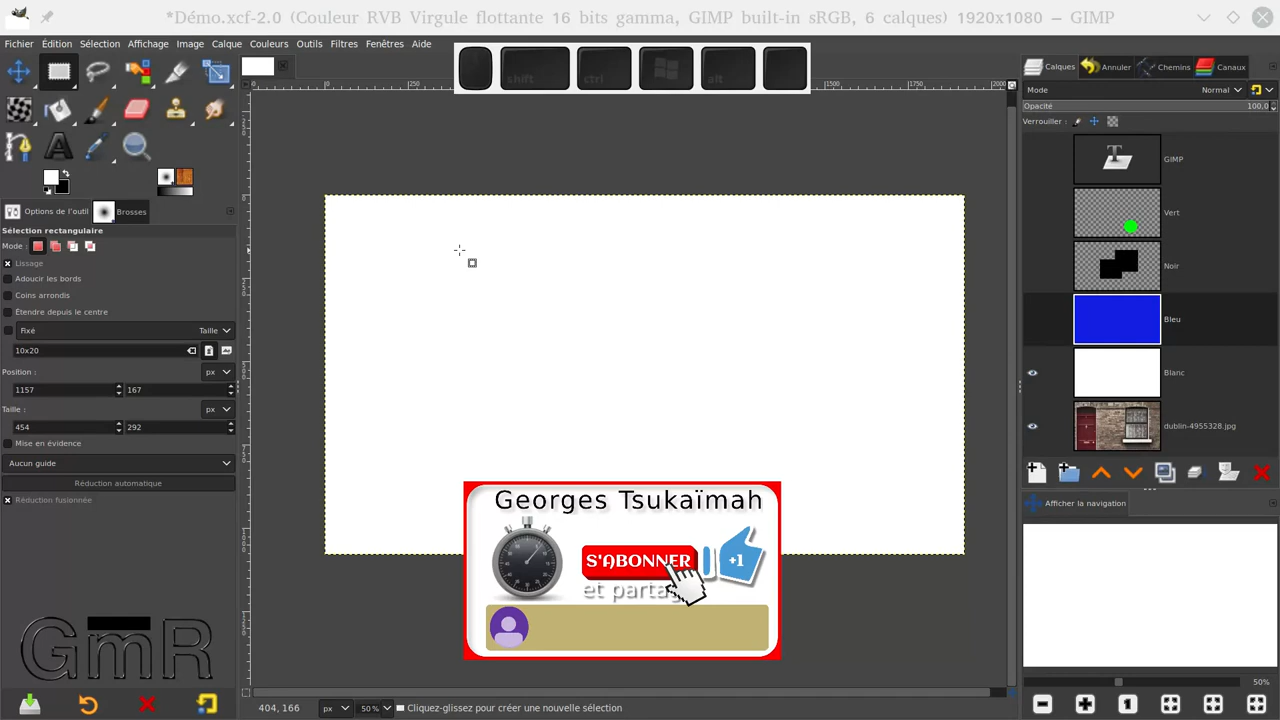 *Démo.xcf-2.0 (Couleur RVB Virgule flottante 16 bits gamma, GIMP built-in sRGB, 6 calques) 1920x1080 – GIMP
Fichier Édition Sélection Affichage Image Calque Couleurs Outils Filtres Fenêtres Aide
shift ctrl alt
Calques Annuler Chemins Canaux
Mode Normal
Opacité 100,0
Verrouiller :
GIMP
Vert
Noir
Bleu
Blanc
dublin-4955328.jpg
Options de l'outil Brosses
Sélection rectangulaire
Mode :
Lissage
Adoucir les bords
Coins arrondis
Étendre depuis le centre
Fixé Taille
10x20
Position : px
1157 167
Taille : px
454 292
Mise en évidence
Aucun guide
Réduction automatique
Réduction fusionnée
GmR
Georges Tsukaïmah
S'ABONNER
+1
Afficher la navigation
50%
404, 166 px 50 % Cliquez-glissez pour créer une nouvelle sélection